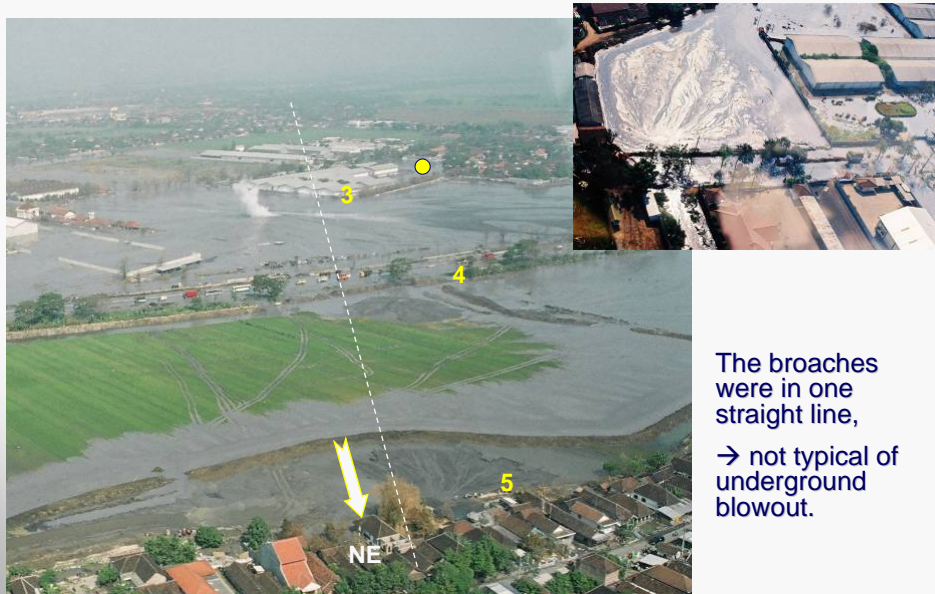 3
4
5
NE
The broaches
were in one
straight line,
→ not typical of
underground
blowout.